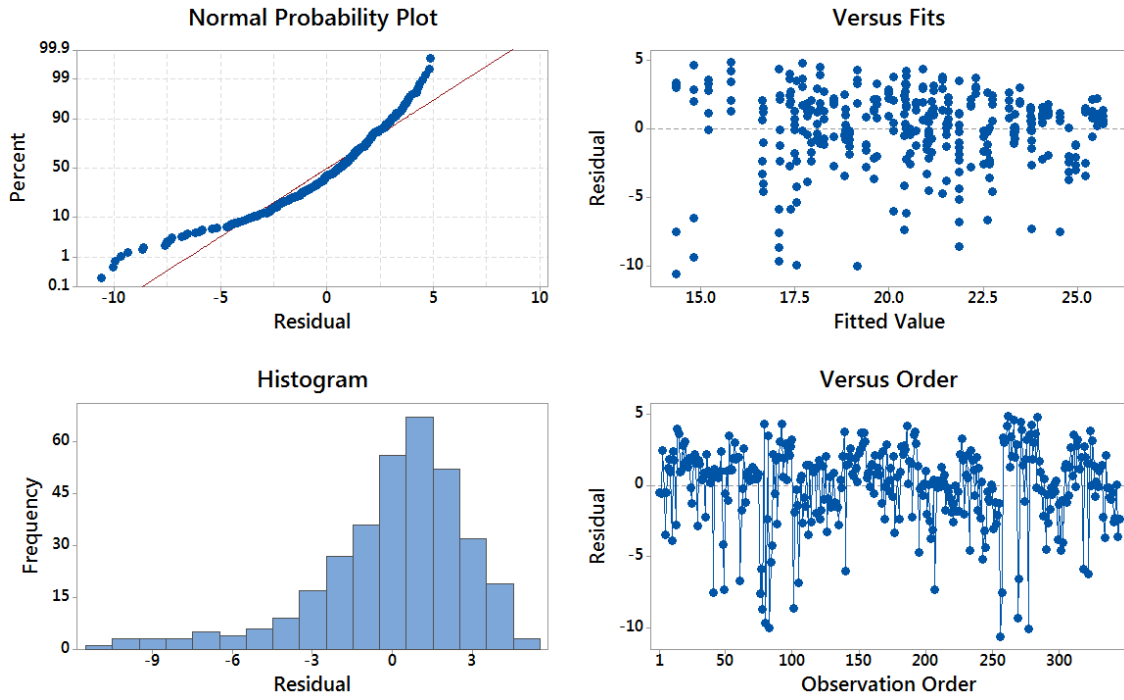 Normal Probability Plot
99.9
99
90
50
10
1
0.1
Percent
-10 -5 0 5 10
Residual
Versus Fits
5
0
-5
-10
Residual
15.0 17.5 20.0 22.5 25.0
Fitted Value
Histogram
60
45
30
15
0
Frequency
-9 -6 -3 0 3
Residual
Versus Order
5
0
-5
-10
Residual
1 50 100 150 200 250 300
Observation Order